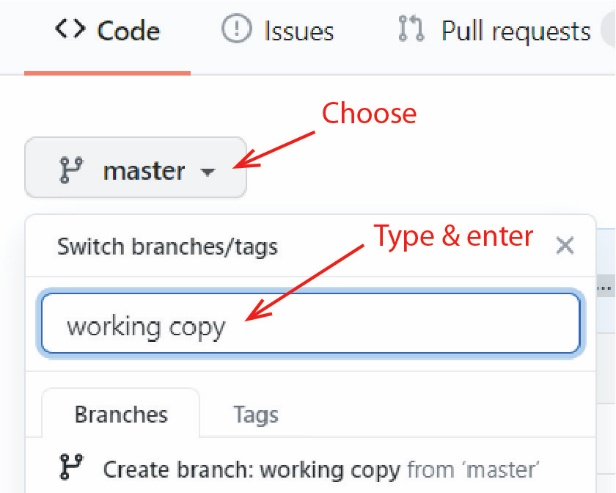 <> Code Issues Pull requests
Choose
master
Switch branches/tags
Type & enter
working copy
Branches Tags
Create branch: working copy from 'master'